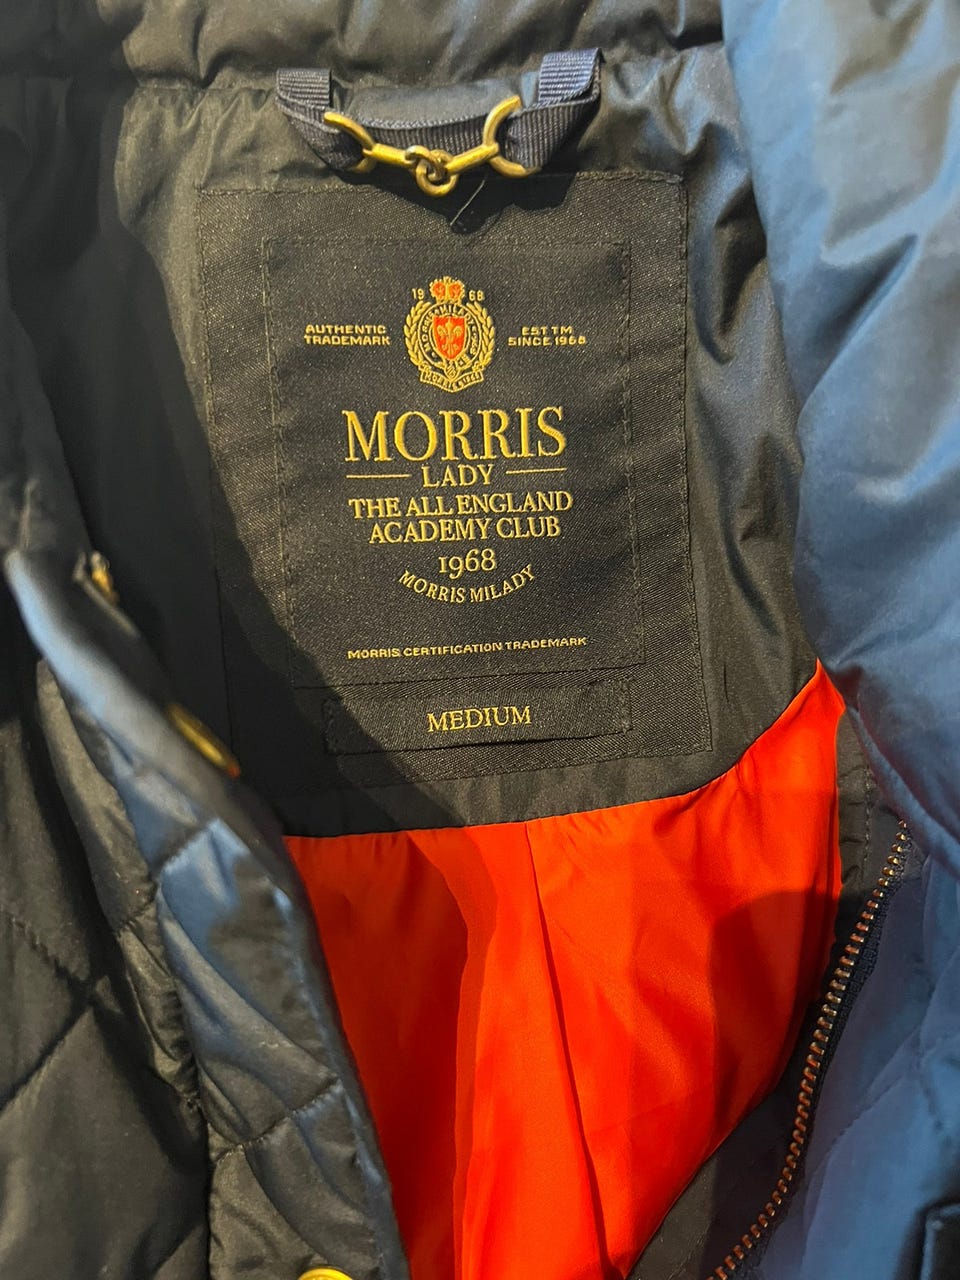 19 68
AUTHENTIC
TRADEMARK
EST TM
SINCE 1968
MORRIS
LADY
THE ALL ENGLAND
ACADEMY CLUB
1968
MORRIS MILADY
MORRIS CERTIFICATION TRADEMARK
MEDIUM